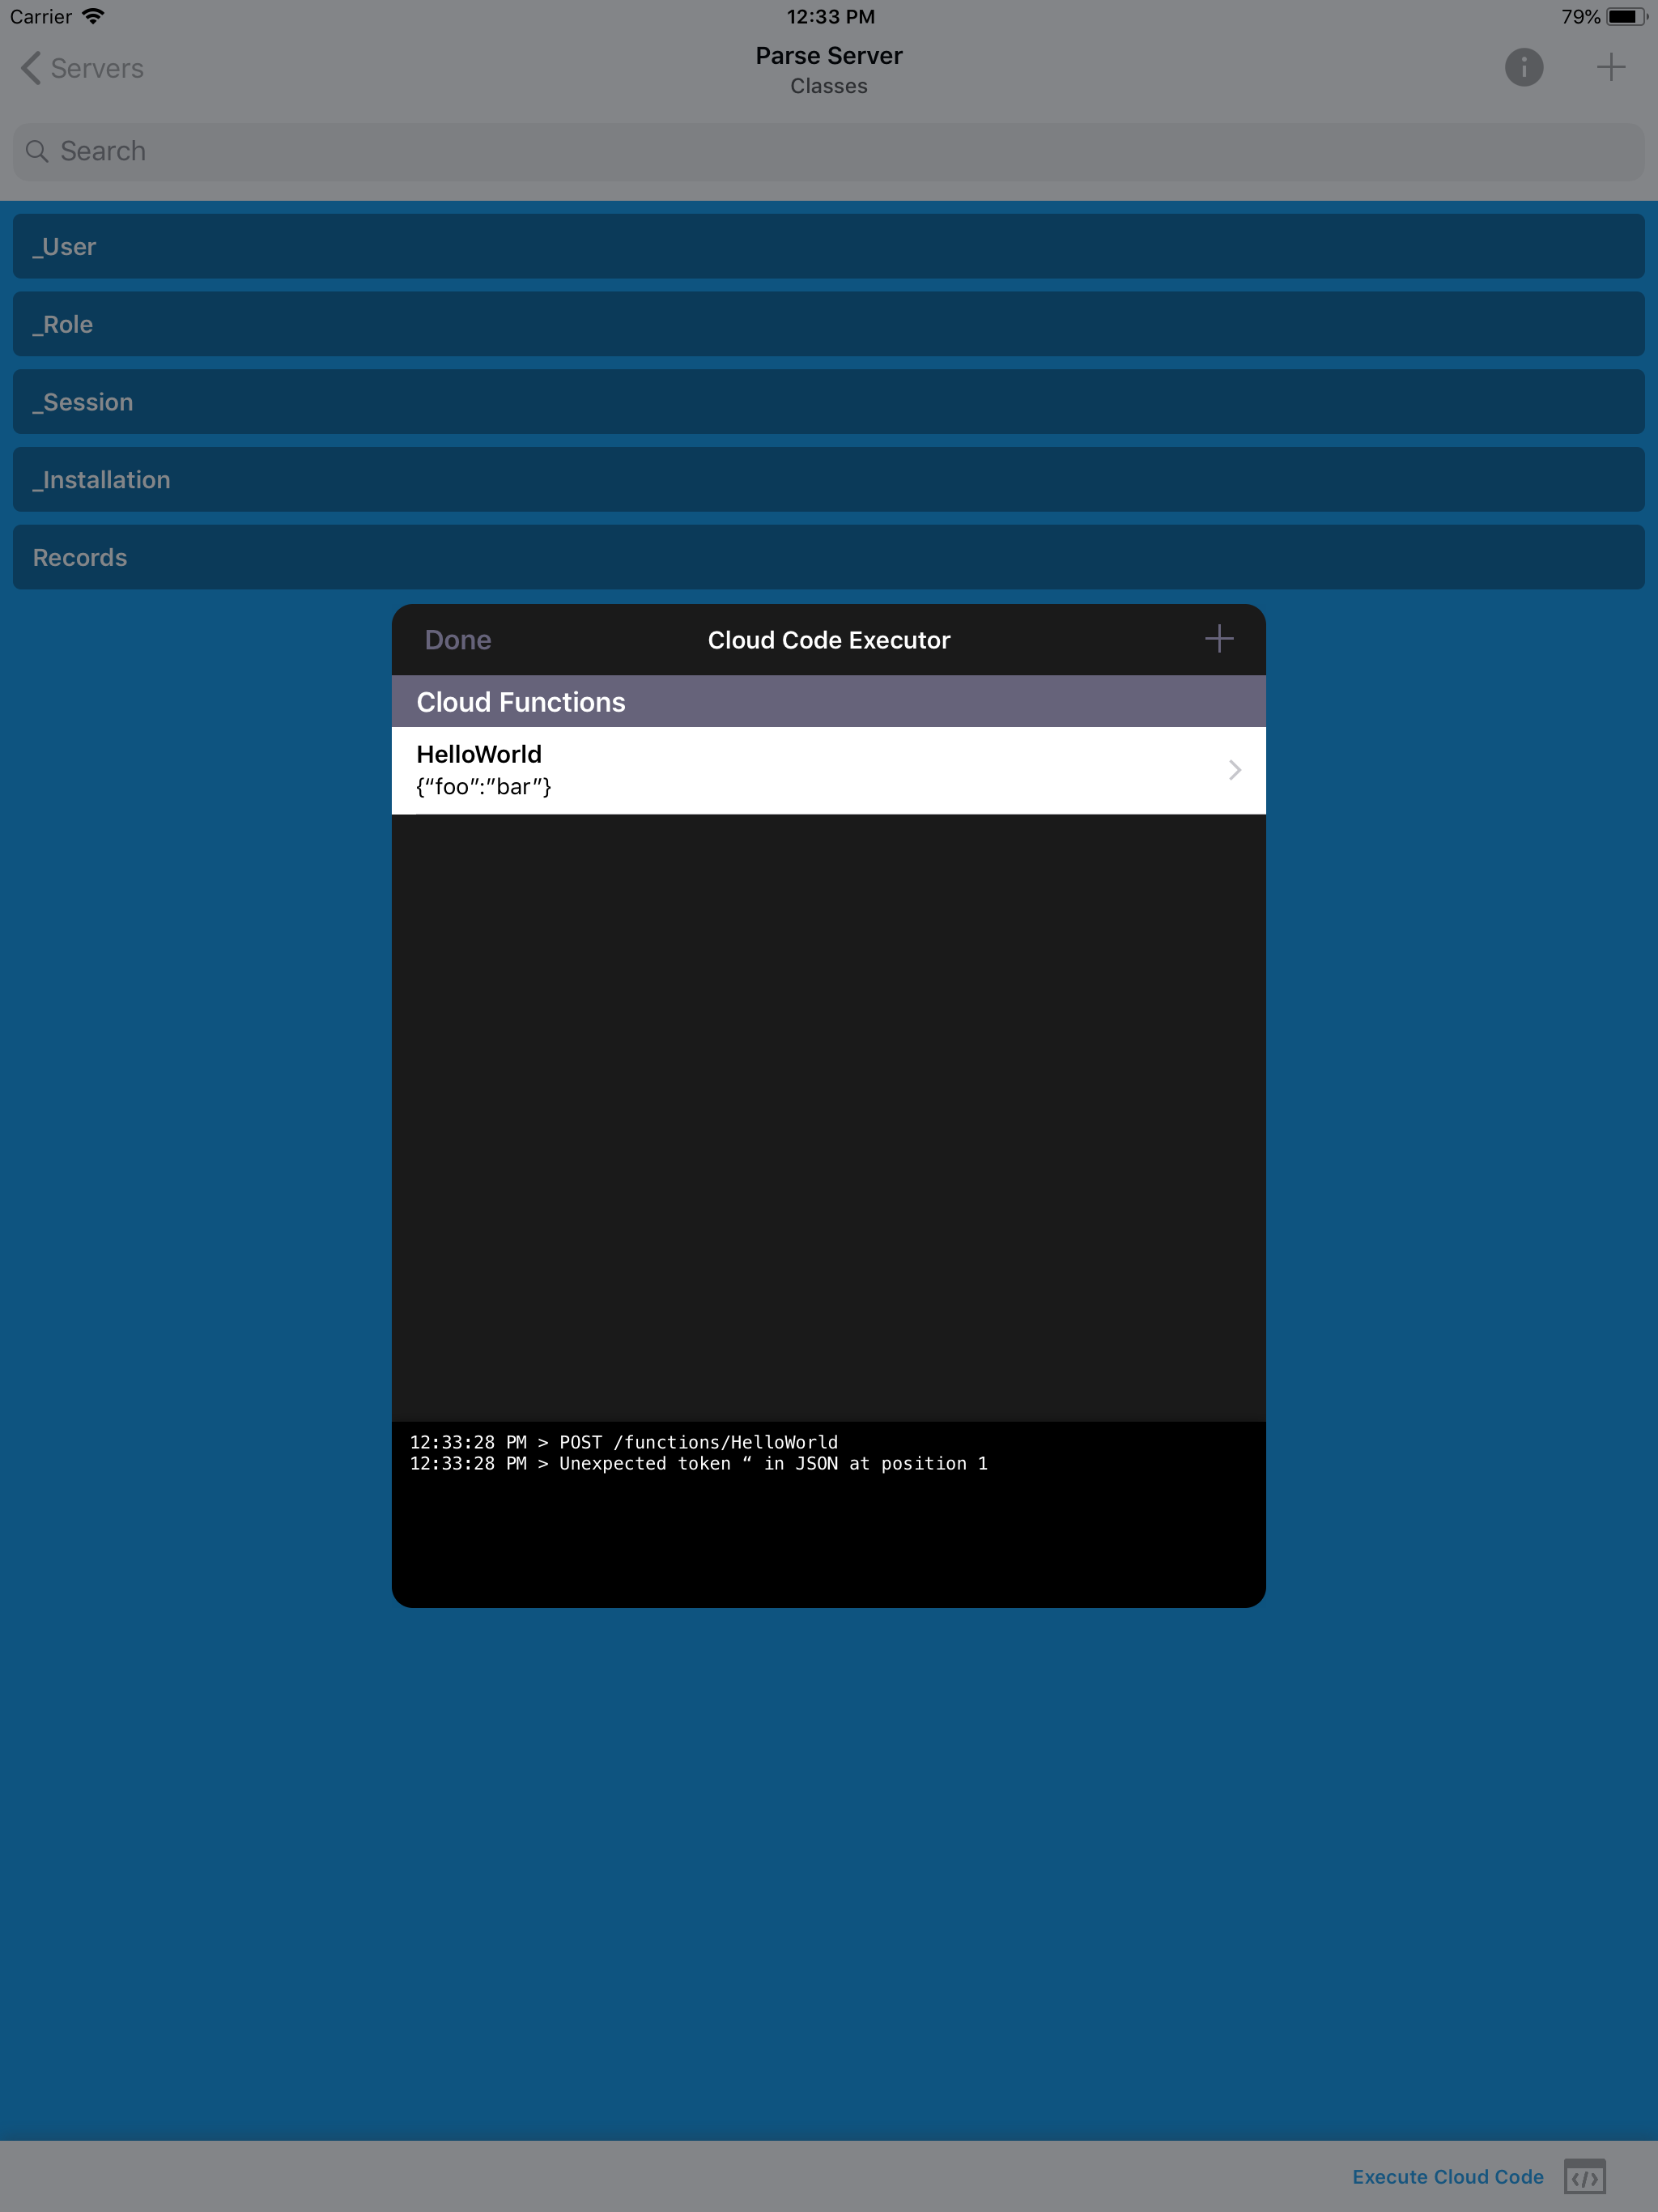 Carrier 12:33 PM 79%
Servers Parse Server
Classes
Search
_User
_Role
_Session
_Installation
Records
Done Cloud Code Executor
Cloud Functions
HelloWorld
{“foo”:”bar”}
12:33:28 PM > POST /functions/HelloWorld
12:33:28 PM > Unexpected token “ in JSON at position 1
Execute Cloud Code